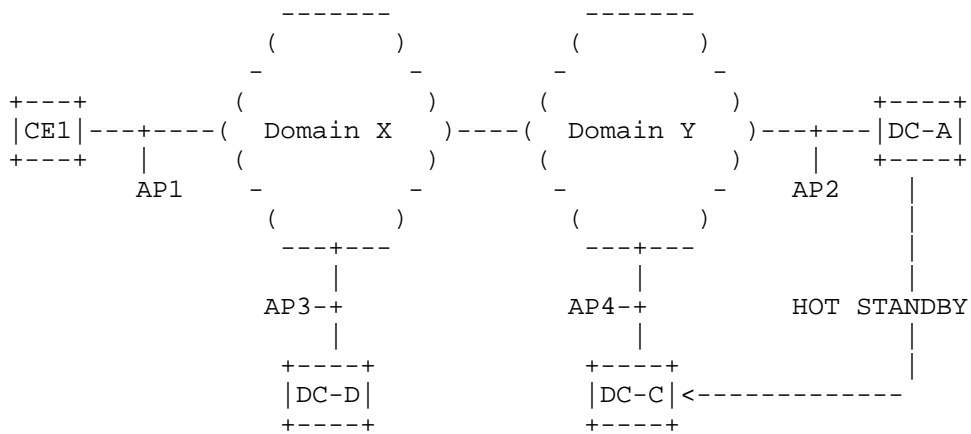 CE1 Domain X Domain Y DC-A
AP1 AP2
AP3 AP4 HOT STANDBY
DC-D DC-C